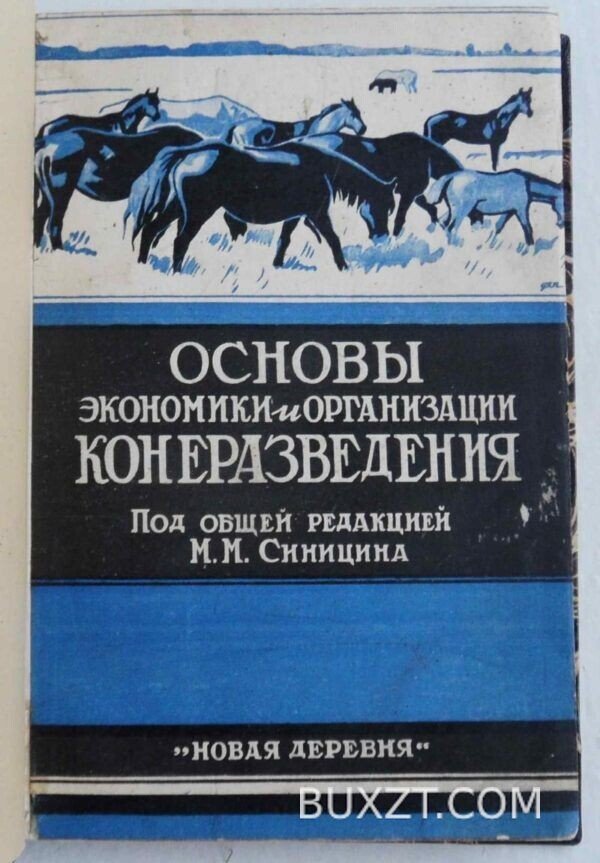 ОСНОВЫ
ЭКОНОМИКИ и ОРГАНИЗАЦИИ
КОНЕРАЗВЕДЕНИЯ
ПОД ОБЩЕЙ РЕДАКЦИЕЙ
М. М. СИНИЦИНА
„НОВАЯ ДЕРЕВНЯ“
BUXZT.COM